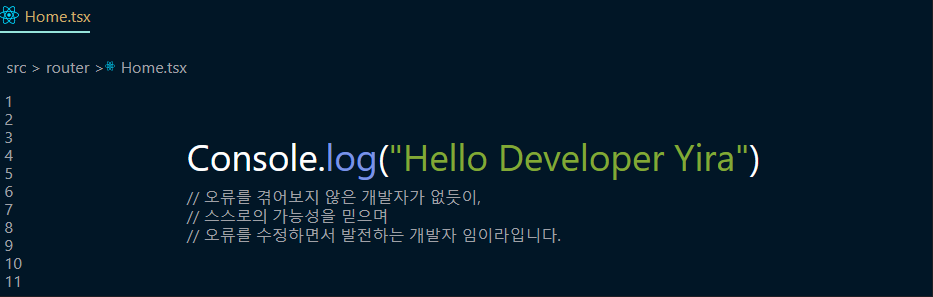 Home.tsx
src > router > Home.tsx
1
2
3
4
5
6
7
8
9
10
11
Console.log("Hello Developer Yira")
// 오류를 겪어보지 않은 개발자가 없듯이,
// 스스로의 가능성을 믿으며
// 오류를 수정하면서 발전하는 개발자 임이라입니다.